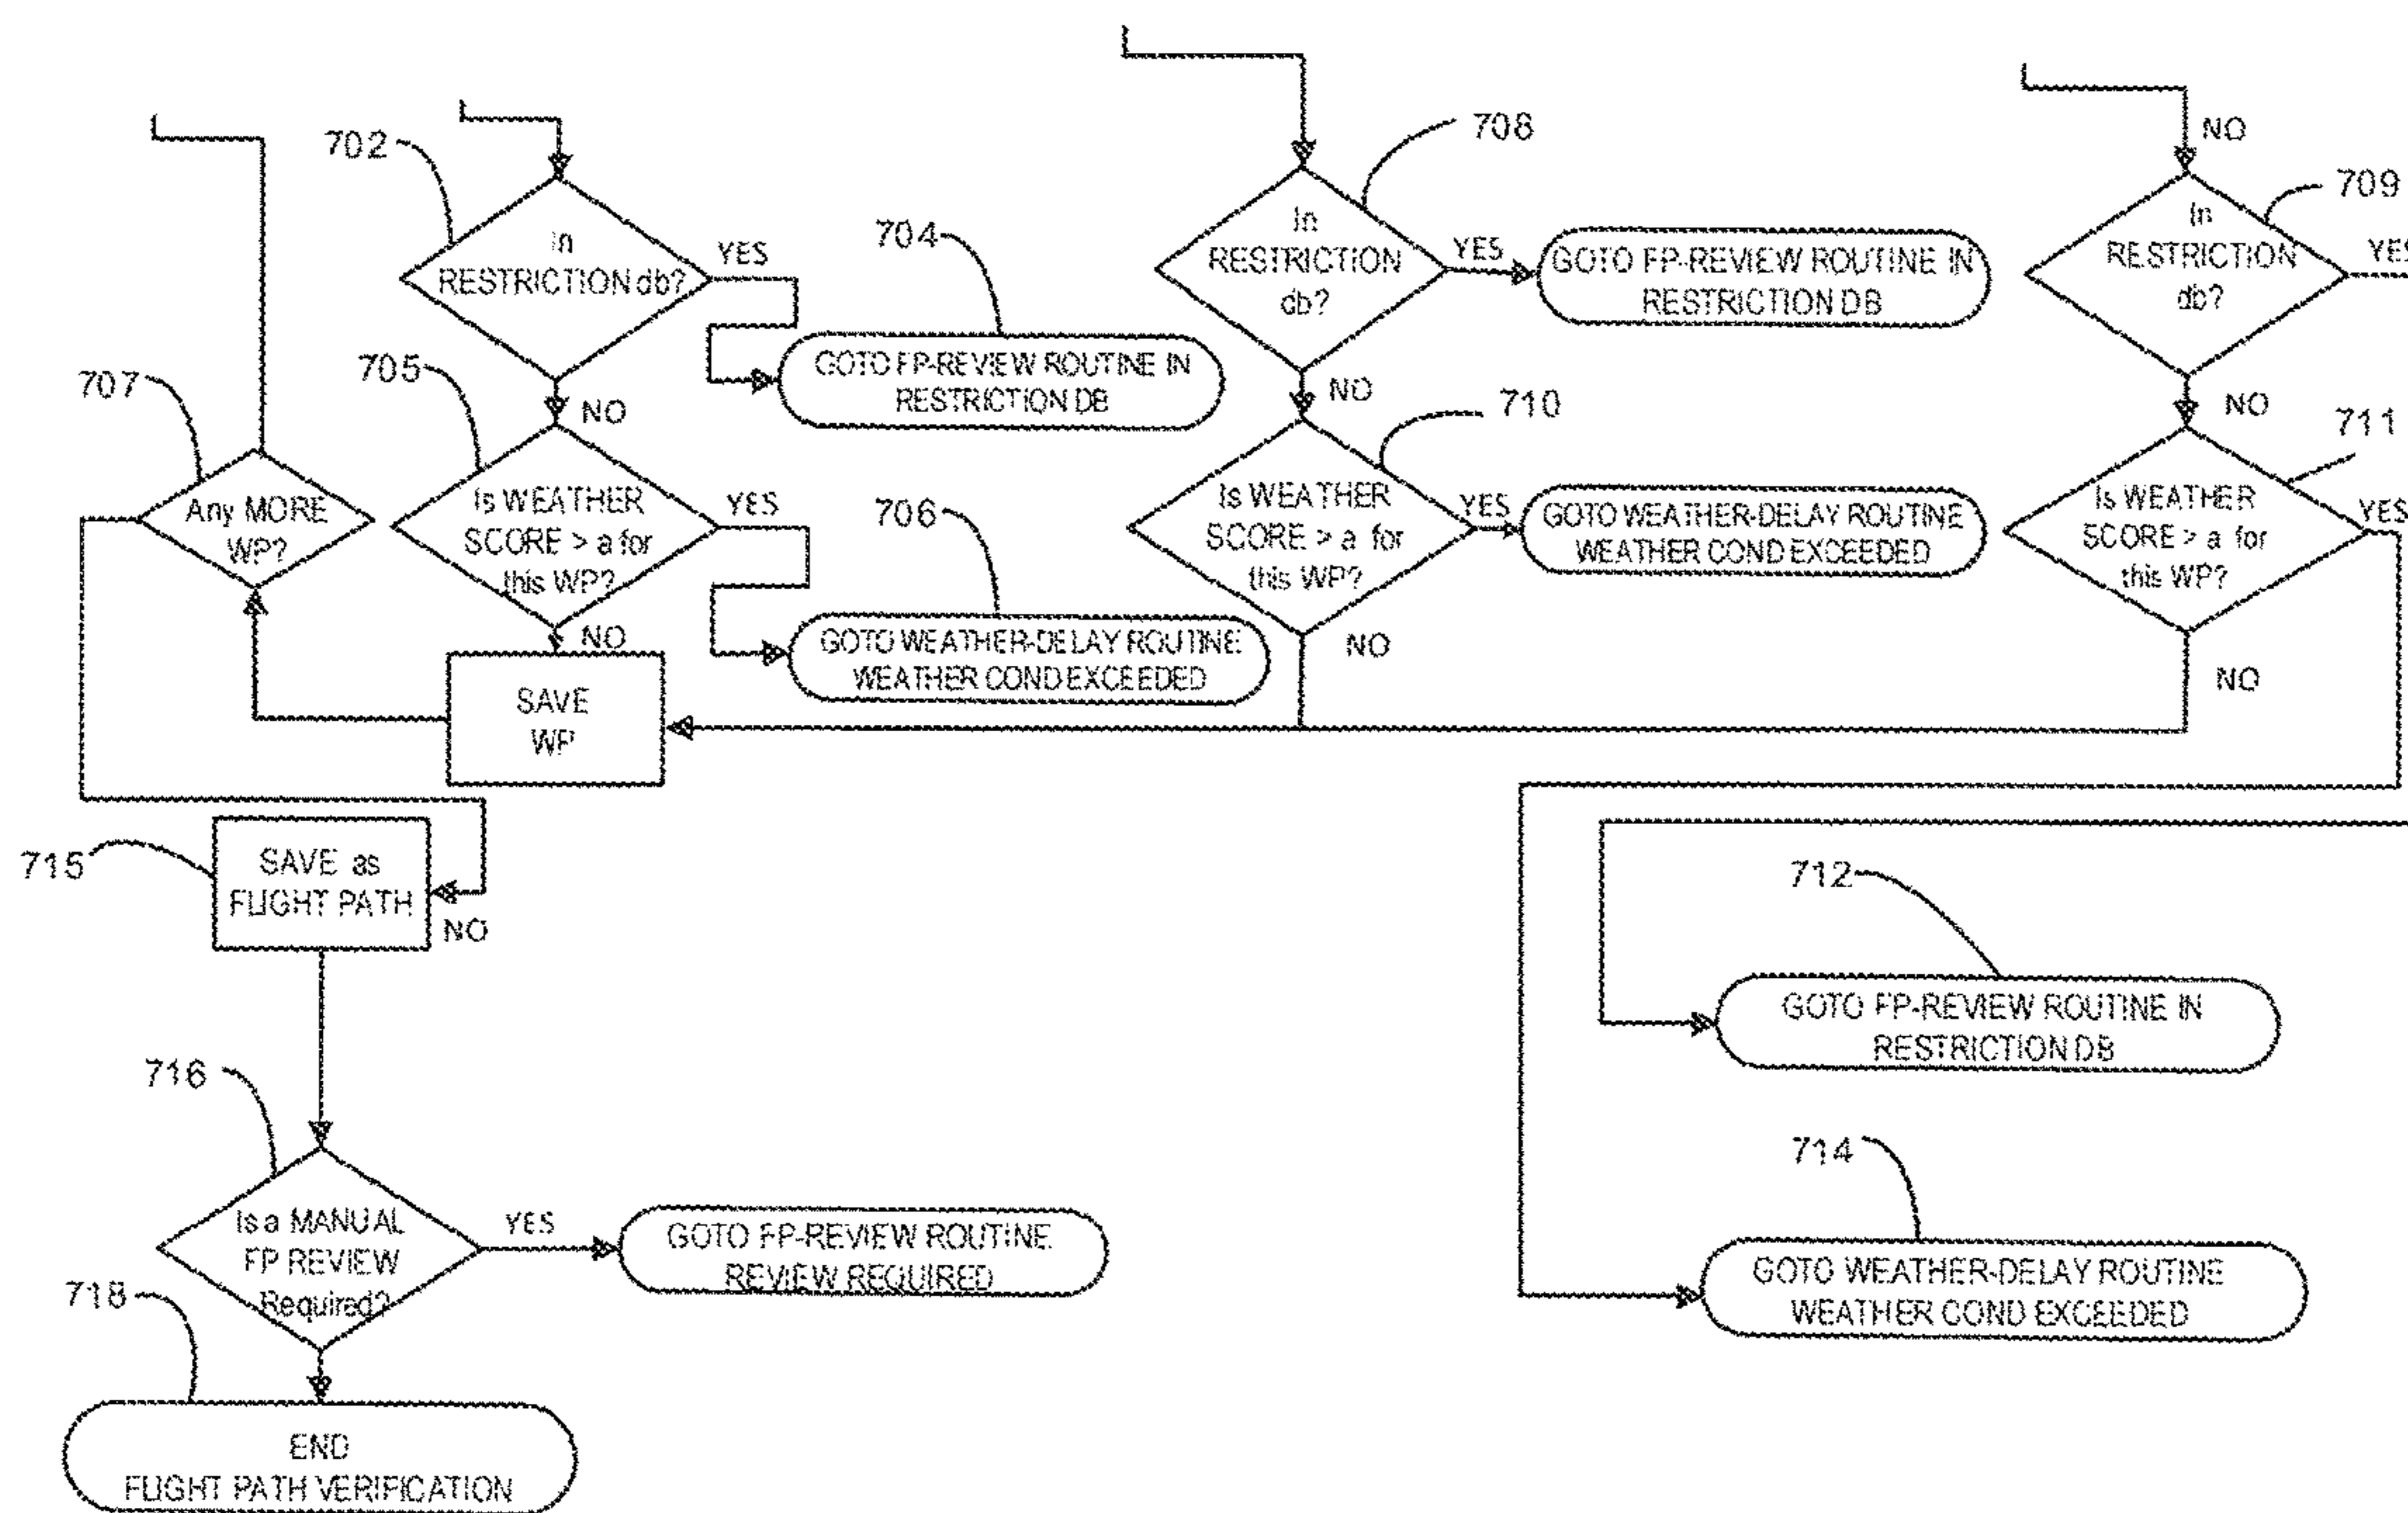 702
In
RESTRICTION db?
YES
704
GOTO FP-REVIEW ROUTINE IN
RESTRICTION DB
NO
707
Any MORE
WP?
705
Is WEATHER
SCORE > a for
this WP?
YES
706
GOTO WEATHER-DELAY ROUTINE
WEATHER COND EXCEEDED
NO
SAVE
WP
708
In
RESTRICTION
db?
YES
GOTO FP-REVIEW ROUTINE IN
RESTRICTION DB
NO
710
Is WEATHER
SCORE > a for
this WP?
YES
GOTO WEATHER-DELAY ROUTINE
WEATHER COND EXCEEDED
NO
NO
709
In
RESTRICTION
db?
YES
NO
711
Is WEATHER
SCORE > a for
this WP?
YES
NO
715
SAVE as
FLIGHT PATH
NO
712
GOTO FP-REVIEW ROUTINE IN
RESTRICTION DB
714
GOTO WEATHER-DELAY ROUTINE
WEATHER COND EXCEEDED
716
Is a MANUAL
FP REVIEW
Required?
YES
GOTO FP-REVIEW ROUTINE
REVIEW REQUIRED
718
END
FLIGHT PATH VERIFICATION